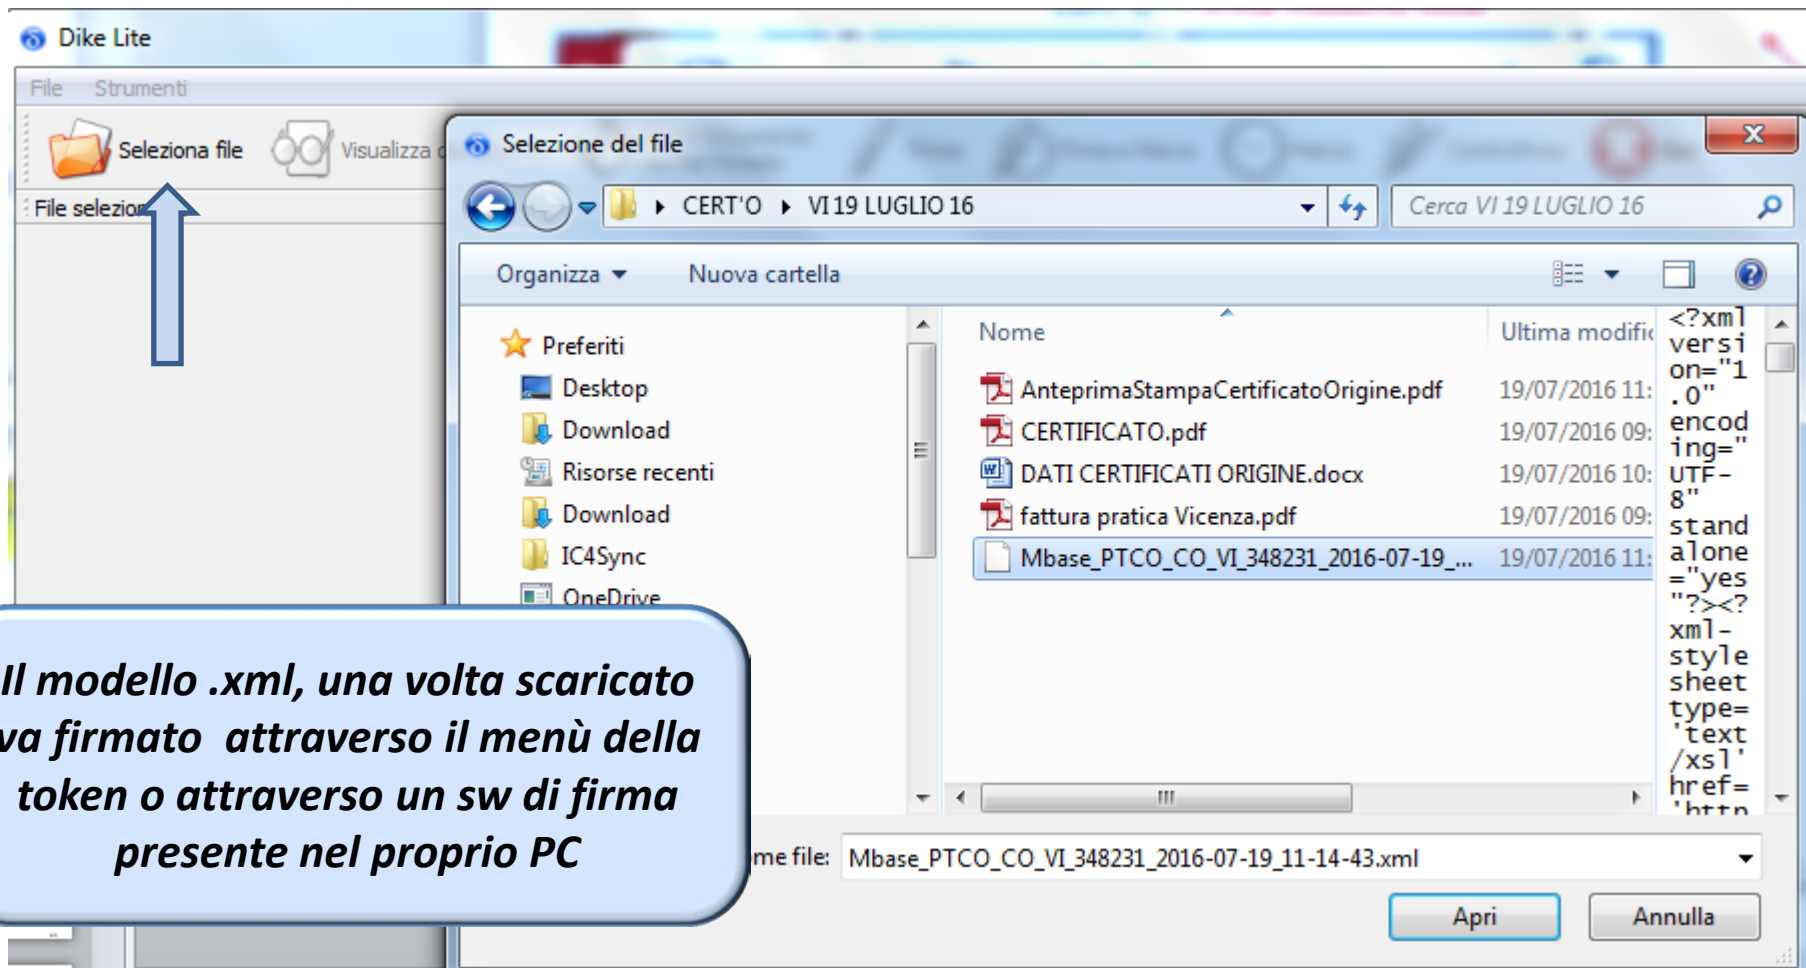 Dike Lite
File Strumenti
Seleziona file
Visualizza
File selezion
Selezione del file
CERT'O
VI 19 LUGLIO 16
Cerca VI 19 LUGLIO 16
Organizza
Nuova cartella
Preferiti
Desktop
Download
Risorse recenti
Download
IC4Sync
OneDrive
Nome
Ultima modific
AnteprimaStampaCertificatoOrigine.pdf 19/07/2016 11:
CERTIFICATO.pdf 19/07/2016 09:
DATI CERTIFICATI ORIGINE.docx 19/07/2016 10:
fattura pratica Vicenza.pdf 19/07/2016 09:
Mbase_PTCO_CO_VI_348231_2016-07-19_... 19/07/2016 11:
<?xml
versi
on="1
.0"
encod
ing="
UTF-
8"
stand
alone
="yes
"?><?
xml-
style
sheet
type=
'text
/xsl'
href=
'http
Il modello .xml, una volta scaricato
va firmato attraverso il menù della
token o attraverso un sw di firma
presente nel proprio PC
me file: Mbase_PTCO_CO_VI_348231_2016-07-19_11-14-43.xml
Apri
Annulla